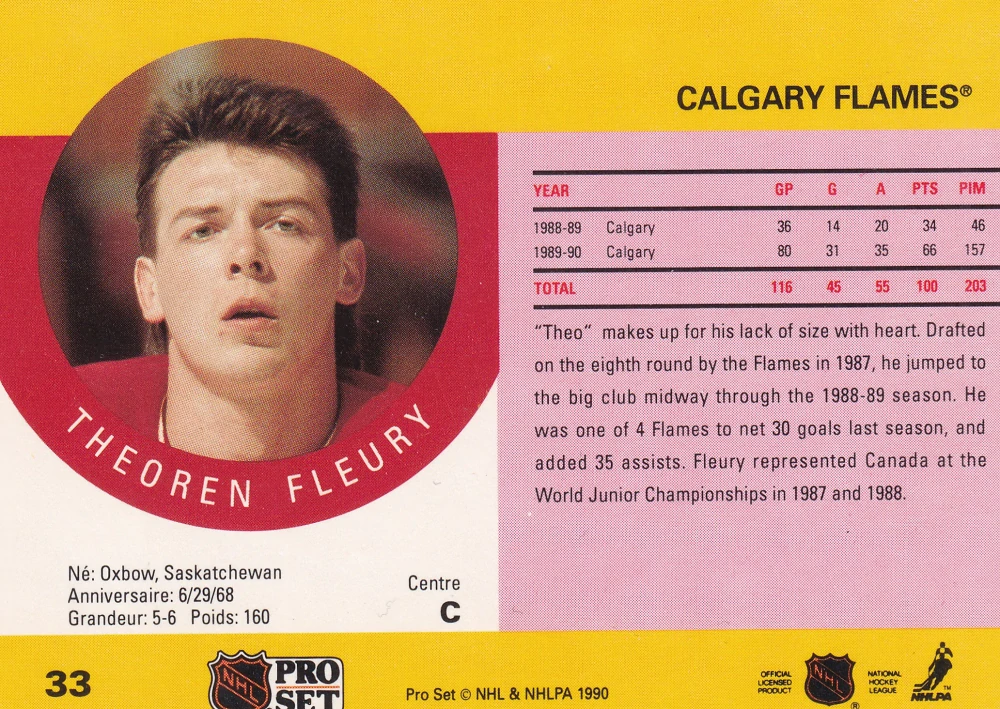 CALGARY FLAMES®
YEAR GP G A PTS PIM
1988-89 Calgary 36 14 20 34 46
1989-90 Calgary 80 31 35 66 157
TOTAL 116 45 55 100 203
"Theo" makes up for his lack of size with heart. Drafted
on the eighth round by the Flames in 1987, he jumped to
the big club midway through the 1988-89 season. He
was one of 4 Flames to net 30 goals last season, and
added 35 assists. Fleury represented Canada at the
World Junior Championships in 1987 and 1988.
THEOREN FLEURY
Né: Oxbow, Saskatchewan
Anniversaire: 6/29/68
Grandeur: 5-6 Poids: 160
Centre
C
33
NHL
PRO
SET
Pro Set © NHL & NHLPA 1990
OFFICIAL
LICENSED
PRODUCT
NHL
®
NATIONAL
HOCKEY
LEAGUE
TM
NHLPA